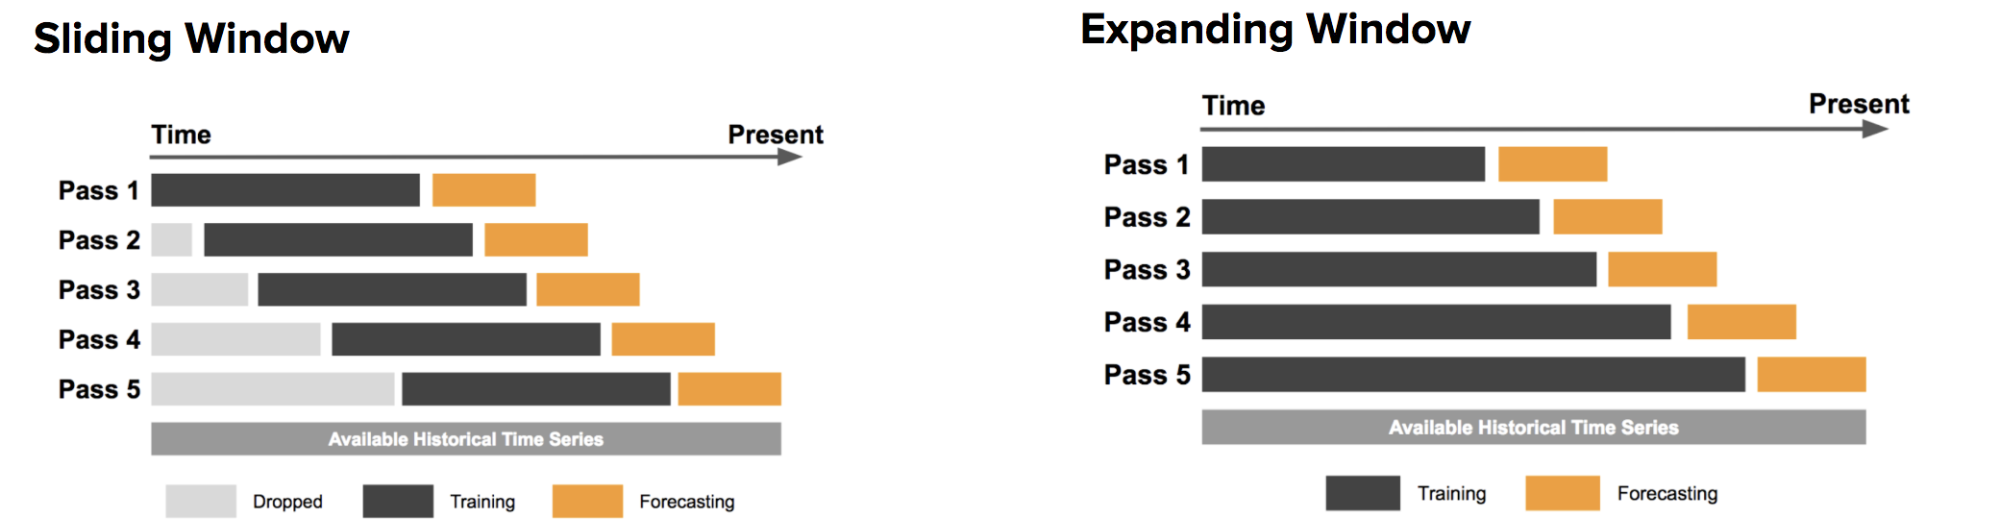 Sliding Window
Time
Present
Pass 1
Pass 2
Pass 3
Pass 4
Pass 5
Available Historical Time Series
Dropped
Training
Forecasting
Expanding Window
Time
Present
Pass 1
Pass 2
Pass 3
Pass 4
Pass 5
Available Historical Time Series
Training
Forecasting